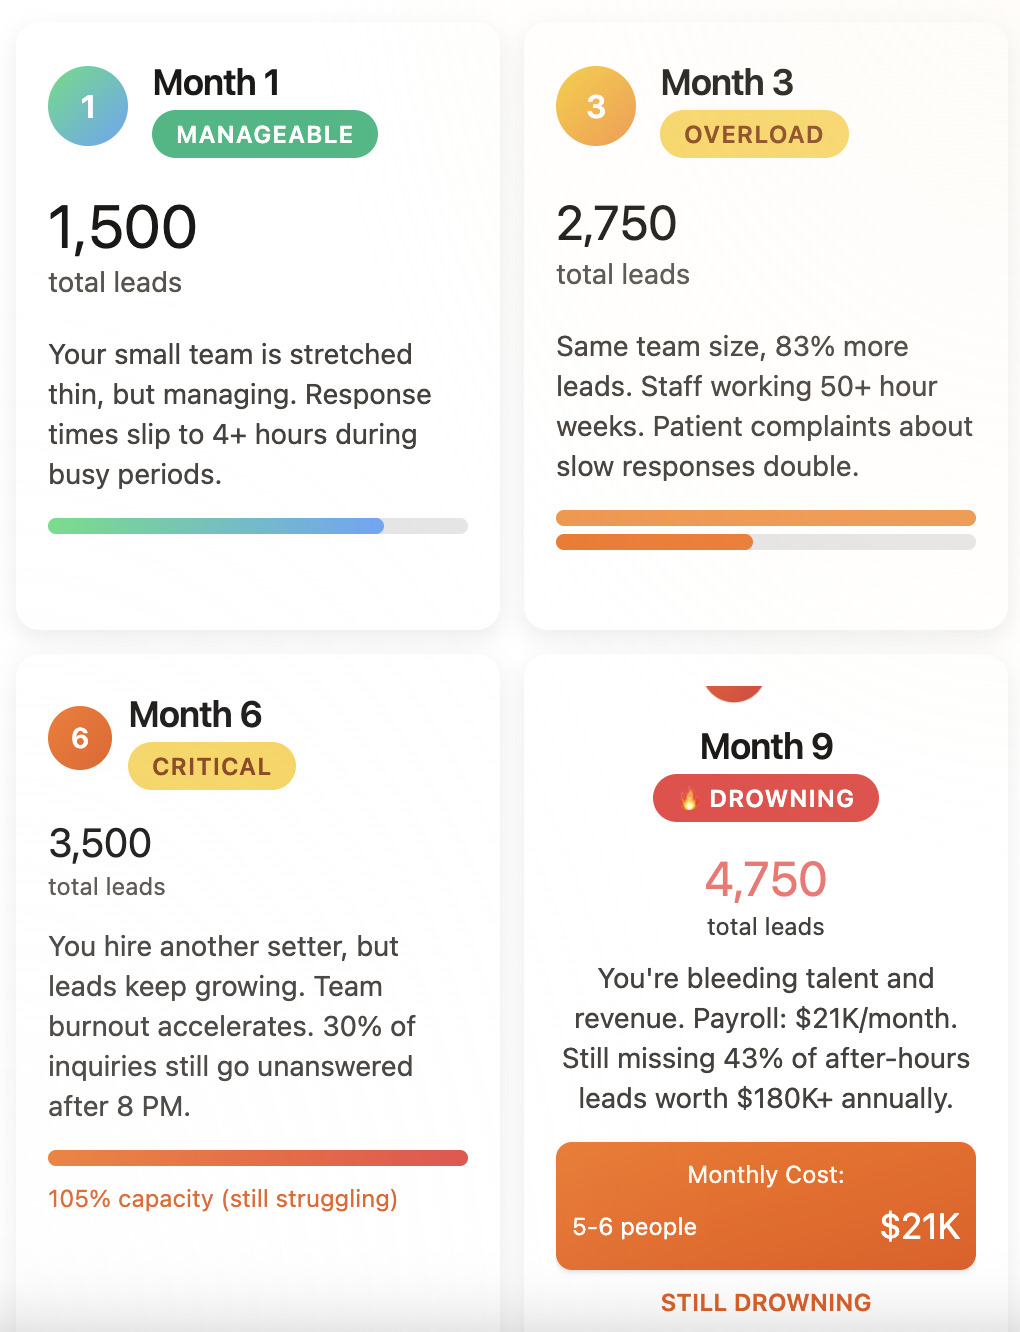 1
Month 1
MANAGEABLE
1,500
total leads
Your small team is stretched
thin, but managing. Response
times slip to 4+ hours during
busy periods.
3
Month 3
OVERLOAD
2,750
total leads
Same team size, 83% more
leads. Staff working 50+ hour
weeks. Patient complaints about
slow responses double.
6
Month 6
CRITICAL
3,500
total leads
You hire another setter, but
leads keep growing. Team
burnout accelerates. 30% of
inquiries still go unanswered
after 8 PM.
105% capacity (still struggling)
Month 9
🔥 DROWNING
4,750
total leads
You're bleeding talent and
revenue. Payroll: $21K/month.
Still missing 43% of after-hours
leads worth $180K+ annually.
Monthly Cost:
5-6 people $21K
STILL DROWNING